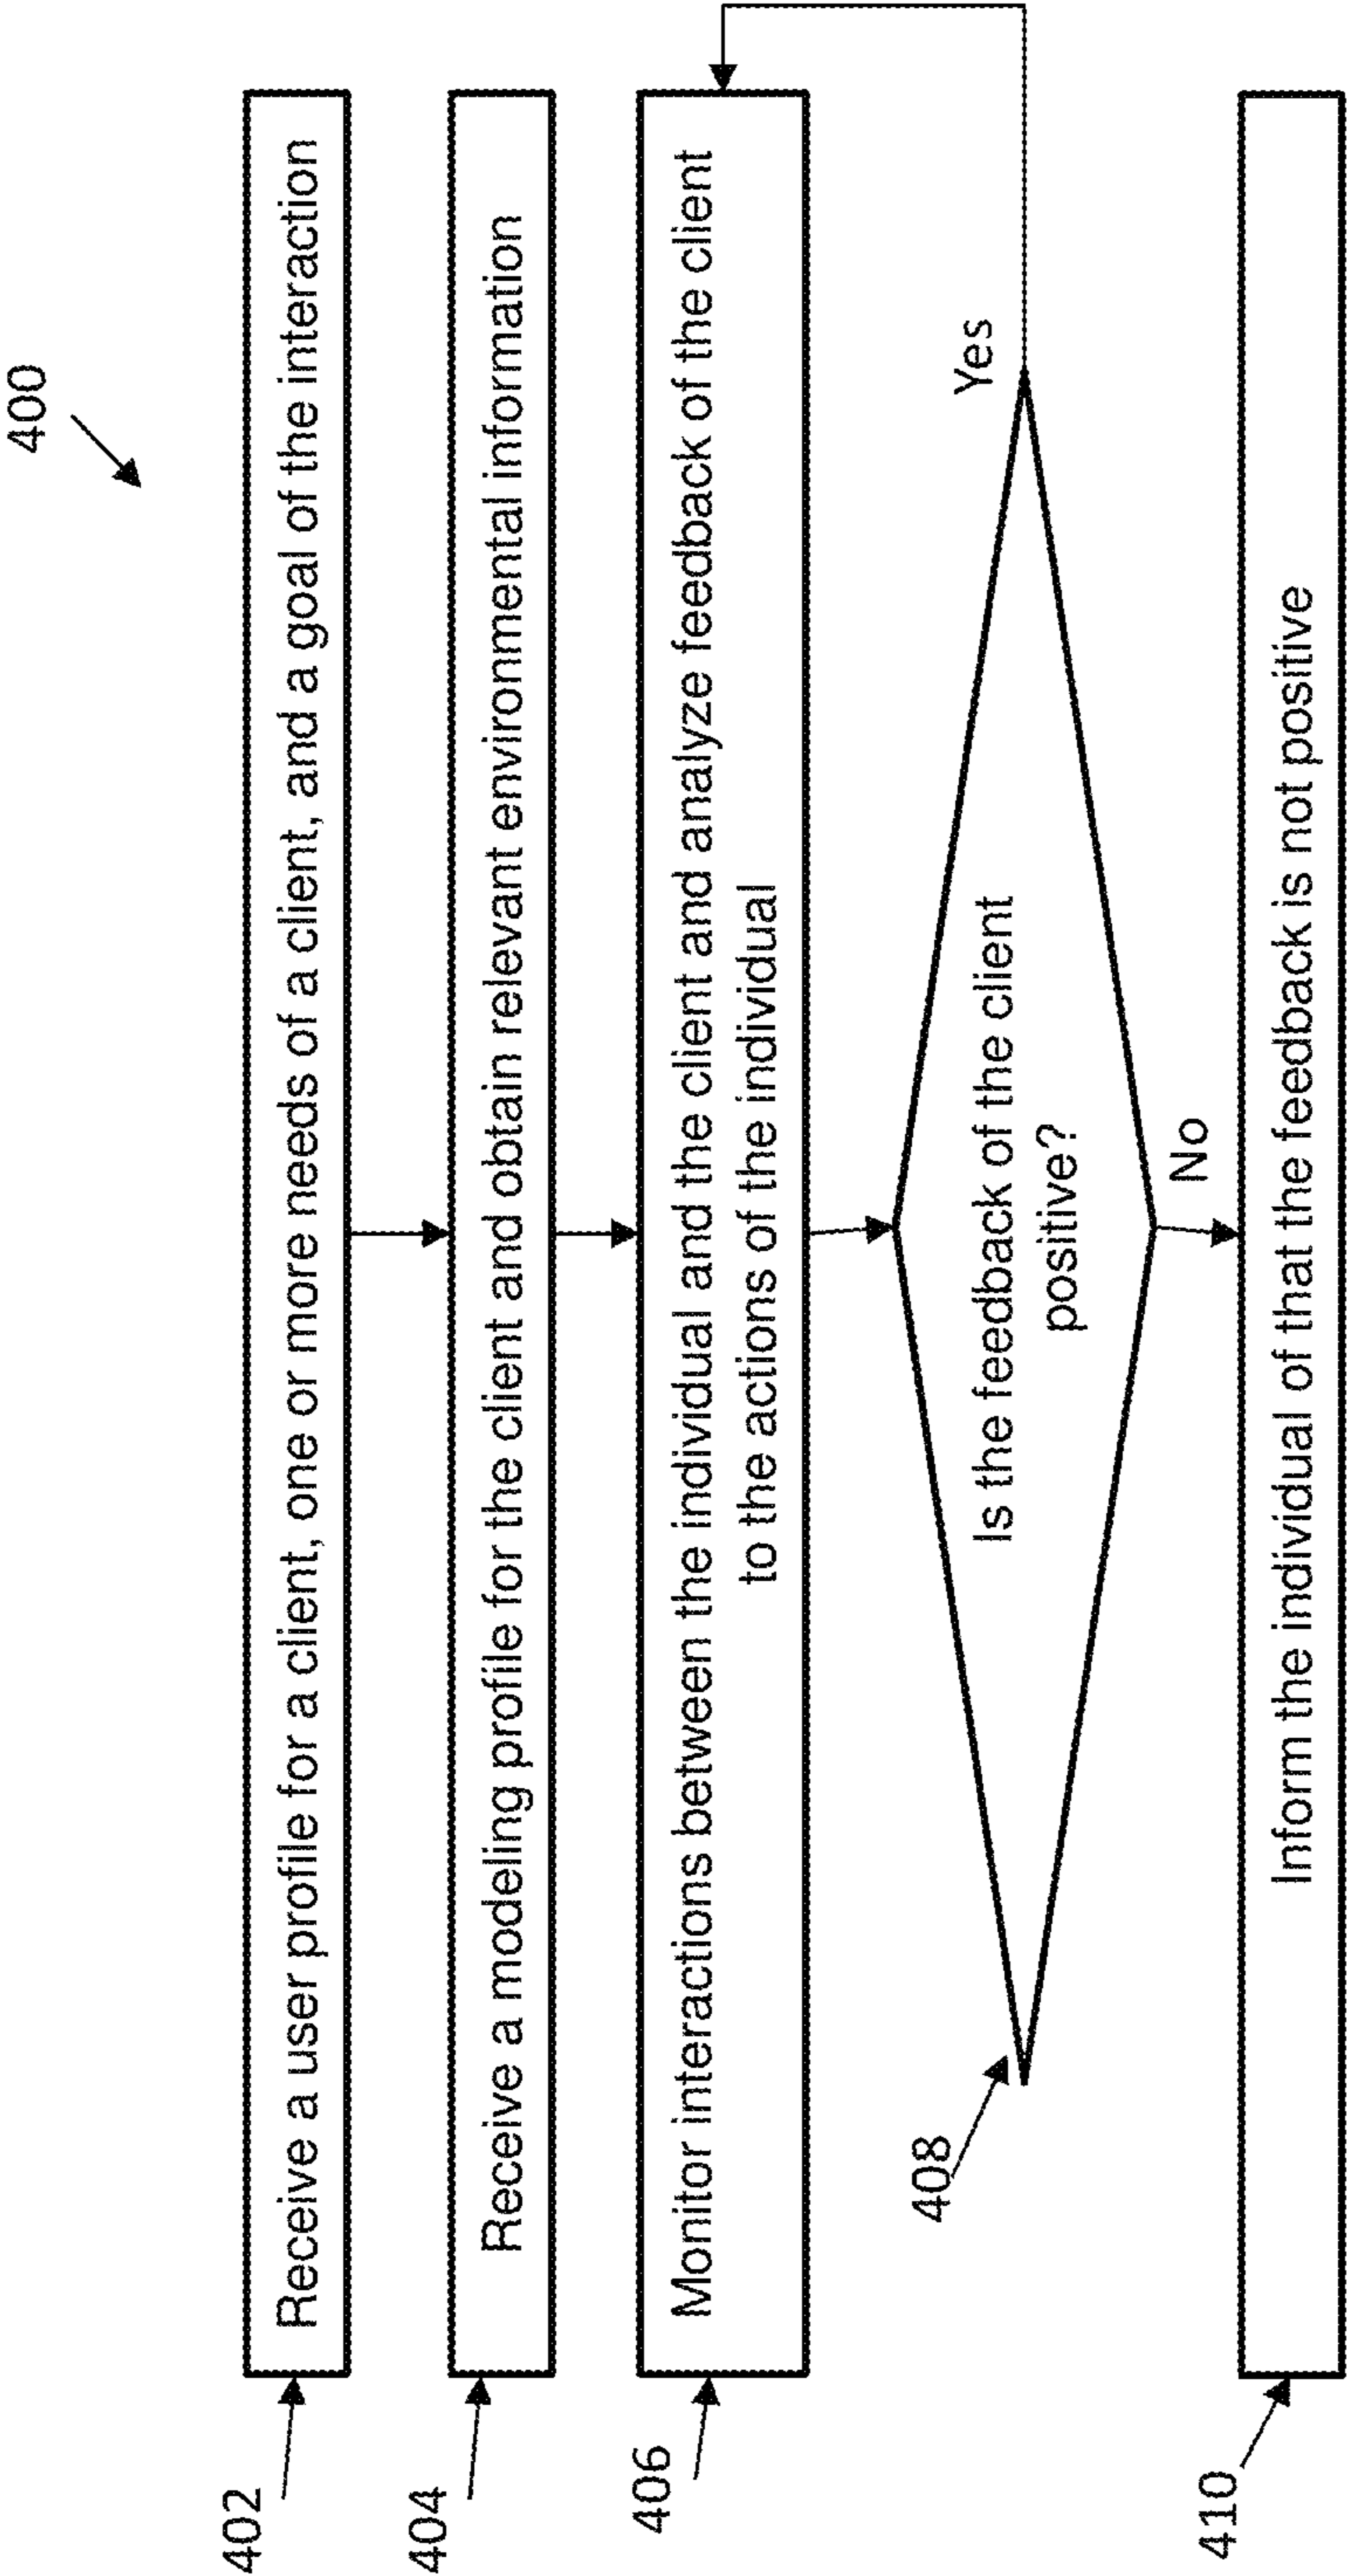 400
402
Receive a user profile for a client, one or more needs of a client, and a goal of the interaction
404
Receive a modeling profile for the client and obtain relevant environmental information
406
Monitor interactions between the individual and the client and analyze feedback of the client
to the actions of the individual
408
Is the feedback of the client
positive?
Yes
No
410
Inform the individual of that the feedback is not positive